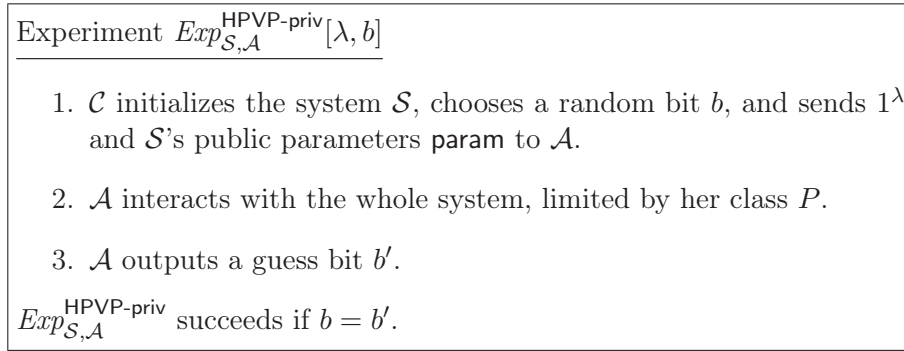 Experiment Exp^{HPVP-priv}_{𝒮,𝒜}[λ, b]
1. 𝒞 initializes the system 𝒮, chooses a random bit b, and sends 1^λ
and 𝒮's public parameters param to 𝒜.
2. 𝒜 interacts with the whole system, limited by her class P.
3. 𝒜 outputs a guess bit b′.
Exp^{HPVP-priv}_{𝒮,𝒜} succeeds if b = b′.